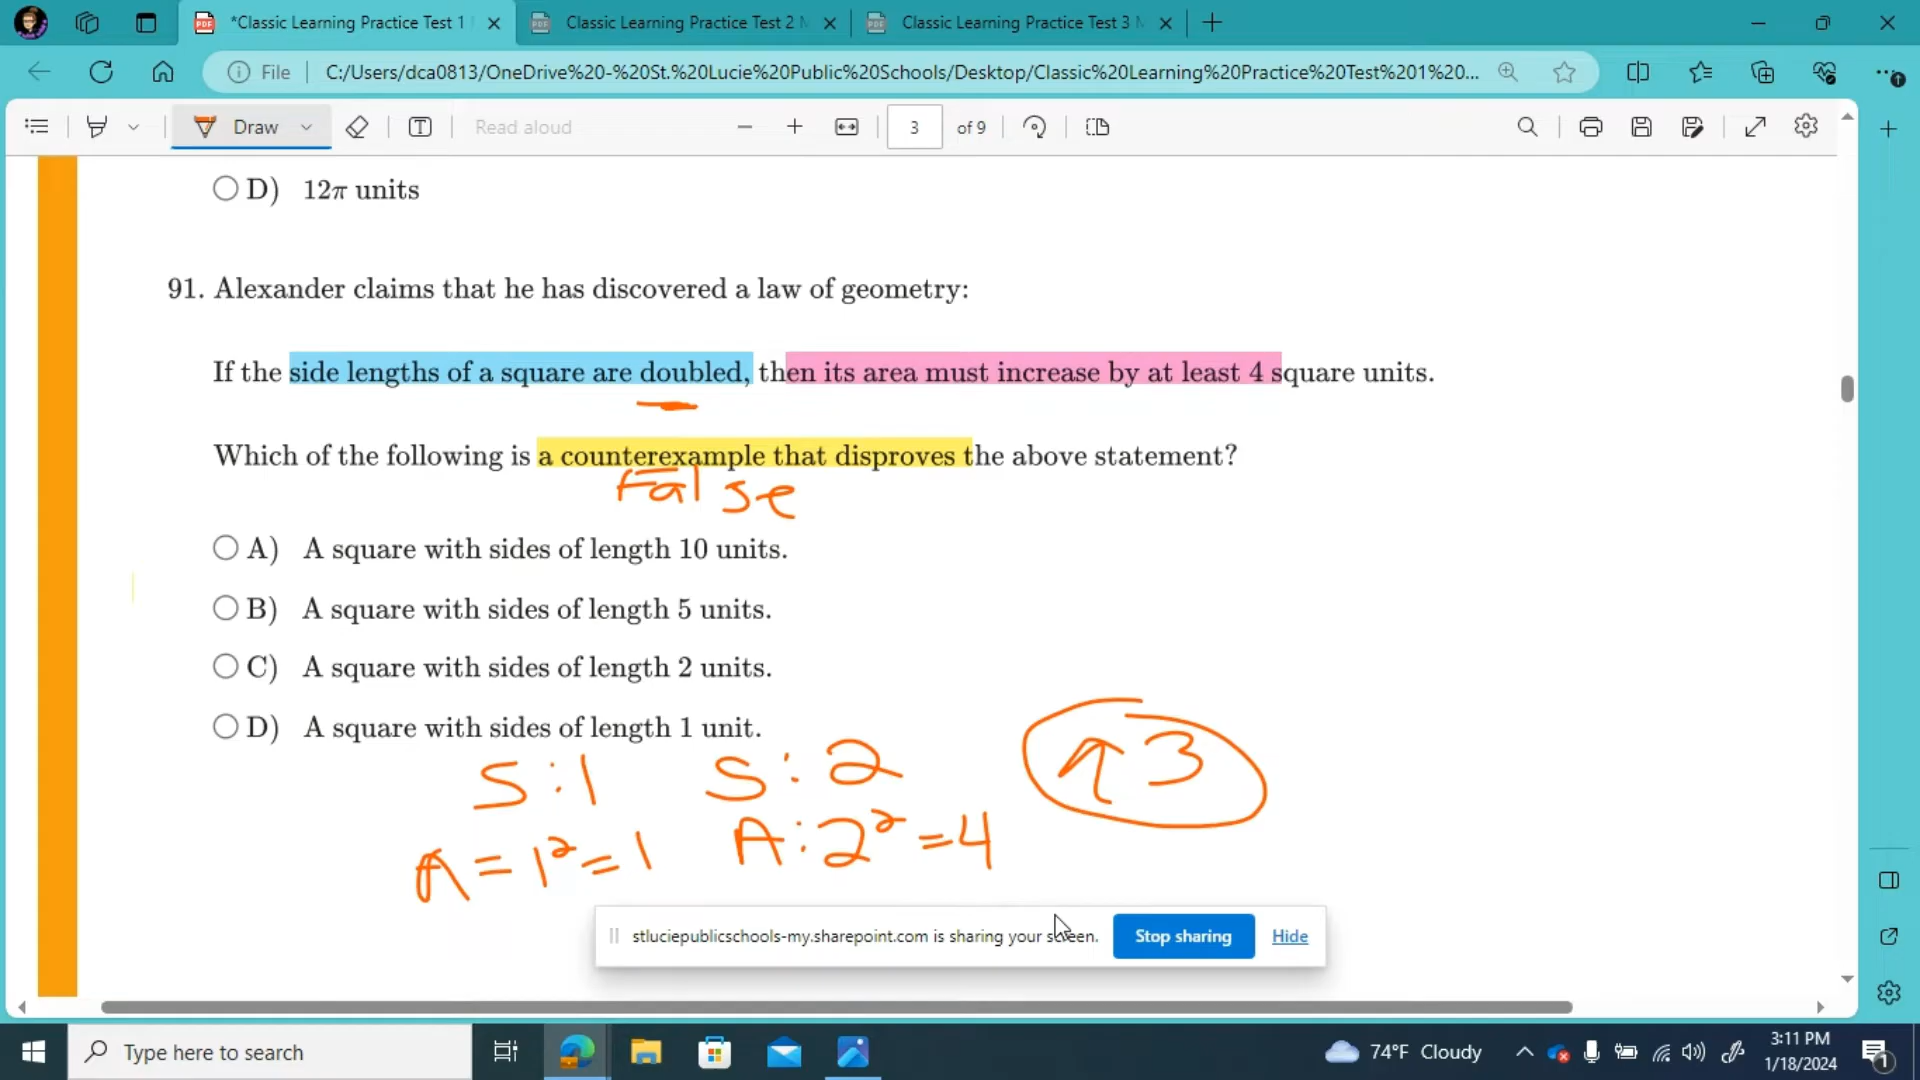 *Classic Learning Practice Test 1
Classic Learning Practice Test 2
Classic Learning Practice Test 3
File
C:/Users/dca0813/OneDrive%20-%20St.%20Lucie%20Public%20Schools/Desktop/Classic%20Learning%20Practice%20Test%201%20...
Draw
Read aloud
3 of 9
D) 12π units
91. Alexander claims that he has discovered a law of geometry:
If the side lengths of a square are doubled, then its area must increase by at least 4 square units.
Which of the following is a counterexample that disproves the above statement?
False
A) A square with sides of length 10 units.
B) A square with sides of length 5 units.
C) A square with sides of length 2 units.
D) A square with sides of length 1 unit.
S:1 S:2 ↑3
A=1²=1 A:2²=4
stluciepublicschools-my.sharepoint.com is sharing your screen. Stop sharing Hide
Type here to search
74°F Cloudy
3:11 PM
1/18/2024
1